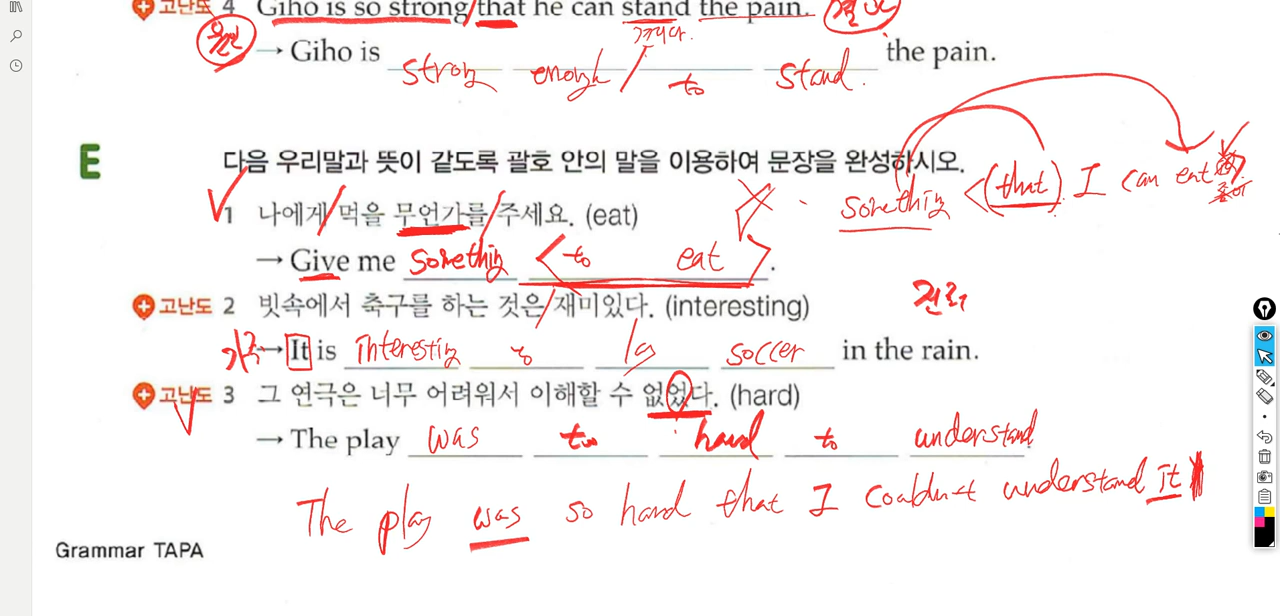 고난도 4 Giho is so strong/that he can stand the pain.
원인
→ Giho is strong enough / to stand the pain.
E 다음 우리말과 뜻이 같도록 괄호 안의 말을 이용하여 문장을 완성하시오.
something <(that) I can eat
1 나에게/먹을 무언가를/주세요. (eat)
→ Give me something <to eat>.
고난도 2 빗속에서 축구를 하는 것은/재미있다. (interesting)
→ It is interesting to soccer in the rain.
고난도 3 그 연극은 너무 어려워서 이해할 수 없었다. (hard)
→ The play was too hard to understand
The play was so hard that I couldn't understand it
Grammar TAPA